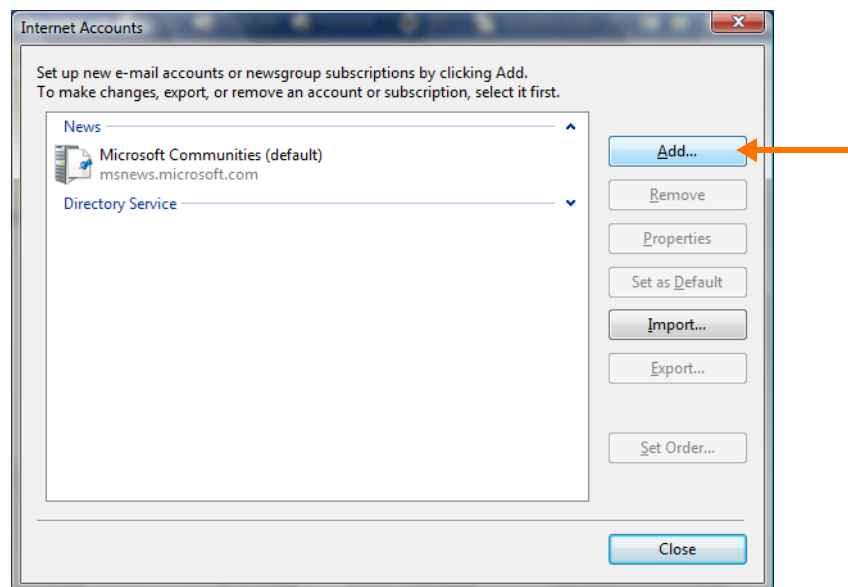 Internet Accounts
Set up new e-mail accounts or newsgroup subscriptions by clicking Add.
To make changes, export, or remove an account or subscription, select it first.
News
Microsoft Communities (default)
msnews.microsoft.com
Directory Service
Add...
Remove
Properties
Set as Default
Import...
Export...
Set Order...
Close